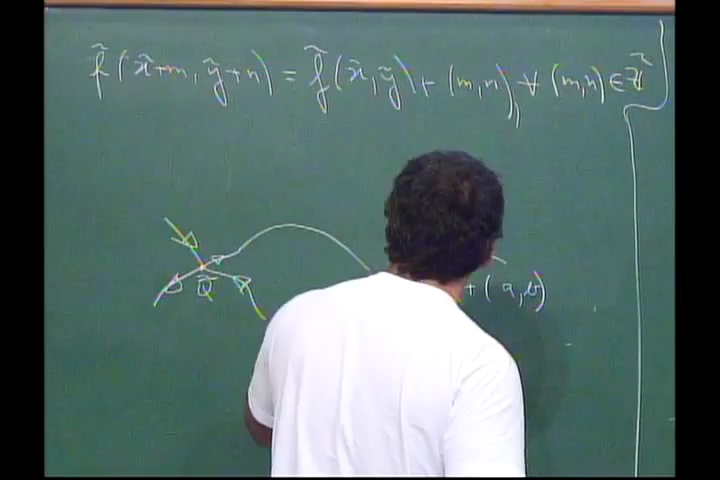 f̃(x̃+m, ỹ+n) = f̃(x̃,ỹ) + (m,n), ∀ (m,n) ∈ ℤ²
Q̃
+(a,b)